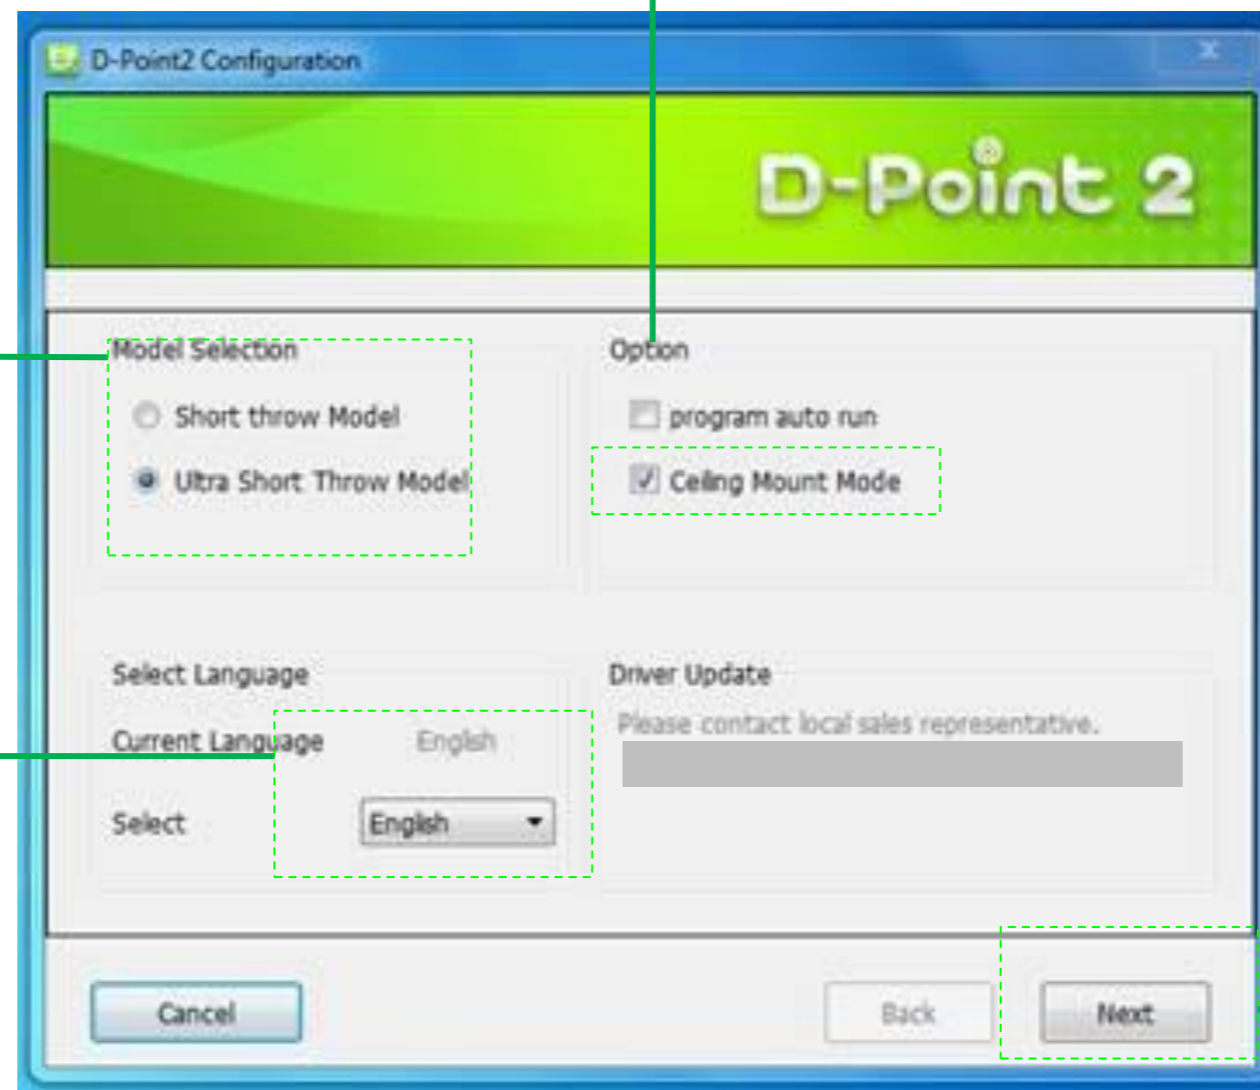 D-Point2 Configuration
D-Point 2
Model Selection
Short throw Model
Ultra Short Throw Model
Option
program auto run
Ceiling Mount Mode
Select Language
Current Language English
Select English
Driver Update
Please contact local sales representative.
Cancel
Back
Next